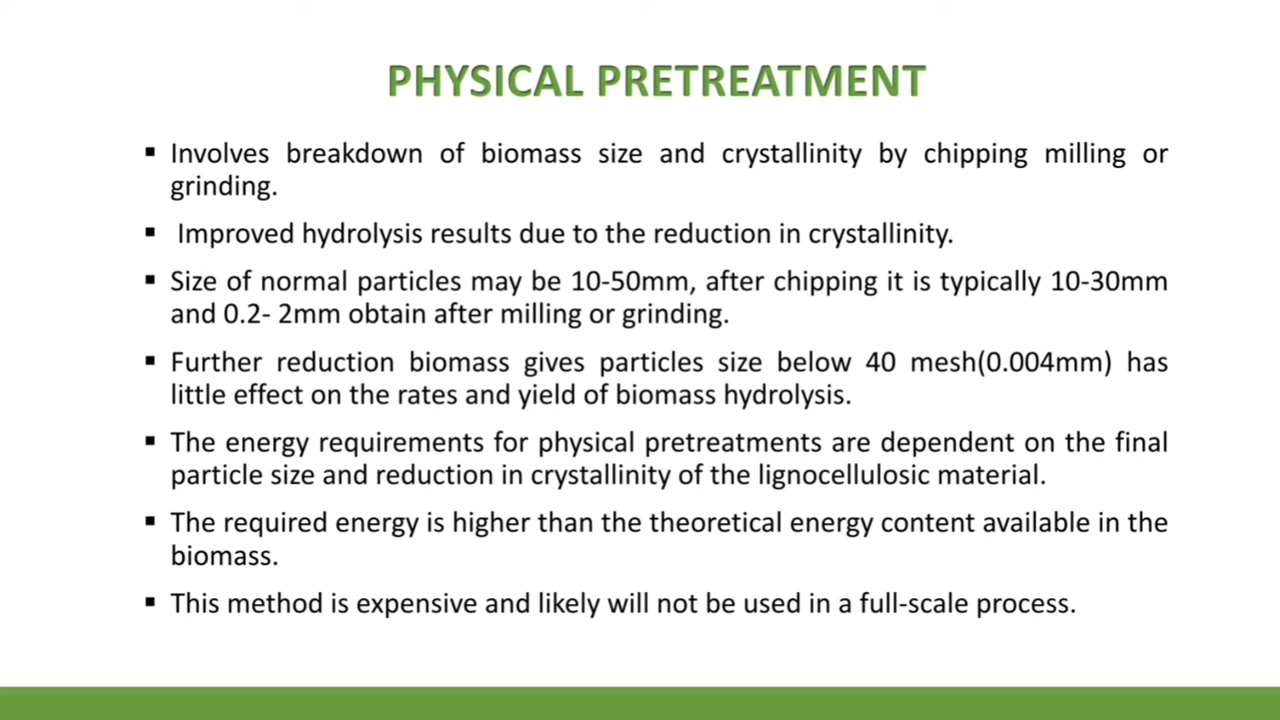 PHYSICAL PRETREATMENT
▪ Involves breakdown of biomass size and crystallinity by chipping milling or
grinding.
▪ Improved hydrolysis results due to the reduction in crystallinity.
▪ Size of normal particles may be 10-50mm, after chipping it is typically 10-30mm
and 0.2- 2mm obtain after milling or grinding.
▪ Further reduction biomass gives particles size below 40 mesh(0.004mm) has
little effect on the rates and yield of biomass hydrolysis.
▪ The energy requirements for physical pretreatments are dependent on the final
particle size and reduction in crystallinity of the lignocellulosic material.
▪ The required energy is higher than the theoretical energy content available in the
biomass.
▪ This method is expensive and likely will not be used in a full-scale process.